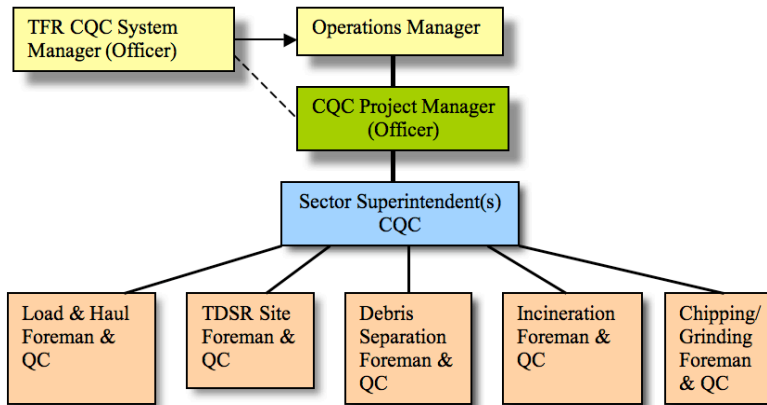 TFR CQC System
Manager (Officer)
Operations Manager
CQC Project Manager
(Officer)
Sector Superintendent(s)
CQC
Load & Haul
Foreman &
QC
TDSR Site
Foreman &
QC
Debris
Separation
Foreman &
QC
Incineration
Foreman &
QC
Chipping/
Grinding
Foreman
& QC